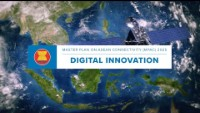 MASTER PLAN ON ASEAN CONNECTIVITY (MPAC) 2025
DIGITAL INNOVATION